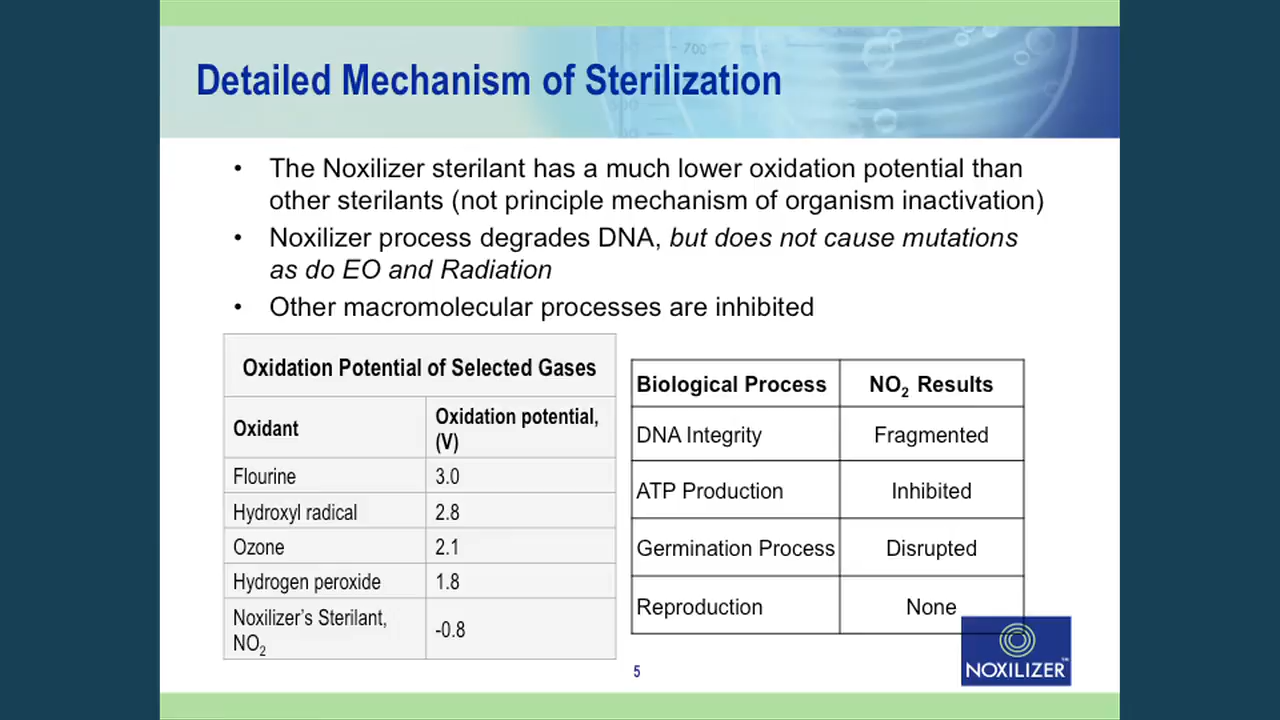 Detailed Mechanism of Sterilization
• The Noxilizer sterilant has a much lower oxidation potential than
other sterilants (not principle mechanism of organism inactivation)
• Noxilizer process degrades DNA, but does not cause mutations
as do EO and Radiation
• Other macromolecular processes are inhibited
Oxidation Potential of Selected Gases
Oxidant Oxidation potential, (V)
Flourine 3.0
Hydroxyl radical 2.8
Ozone 2.1
Hydrogen peroxide 1.8
Noxilizer’s Sterilant, NO₂ -0.8
Biological Process NO₂ Results
DNA Integrity Fragmented
ATP Production Inhibited
Germination Process Disrupted
Reproduction None
5
NOXILIZER™
700